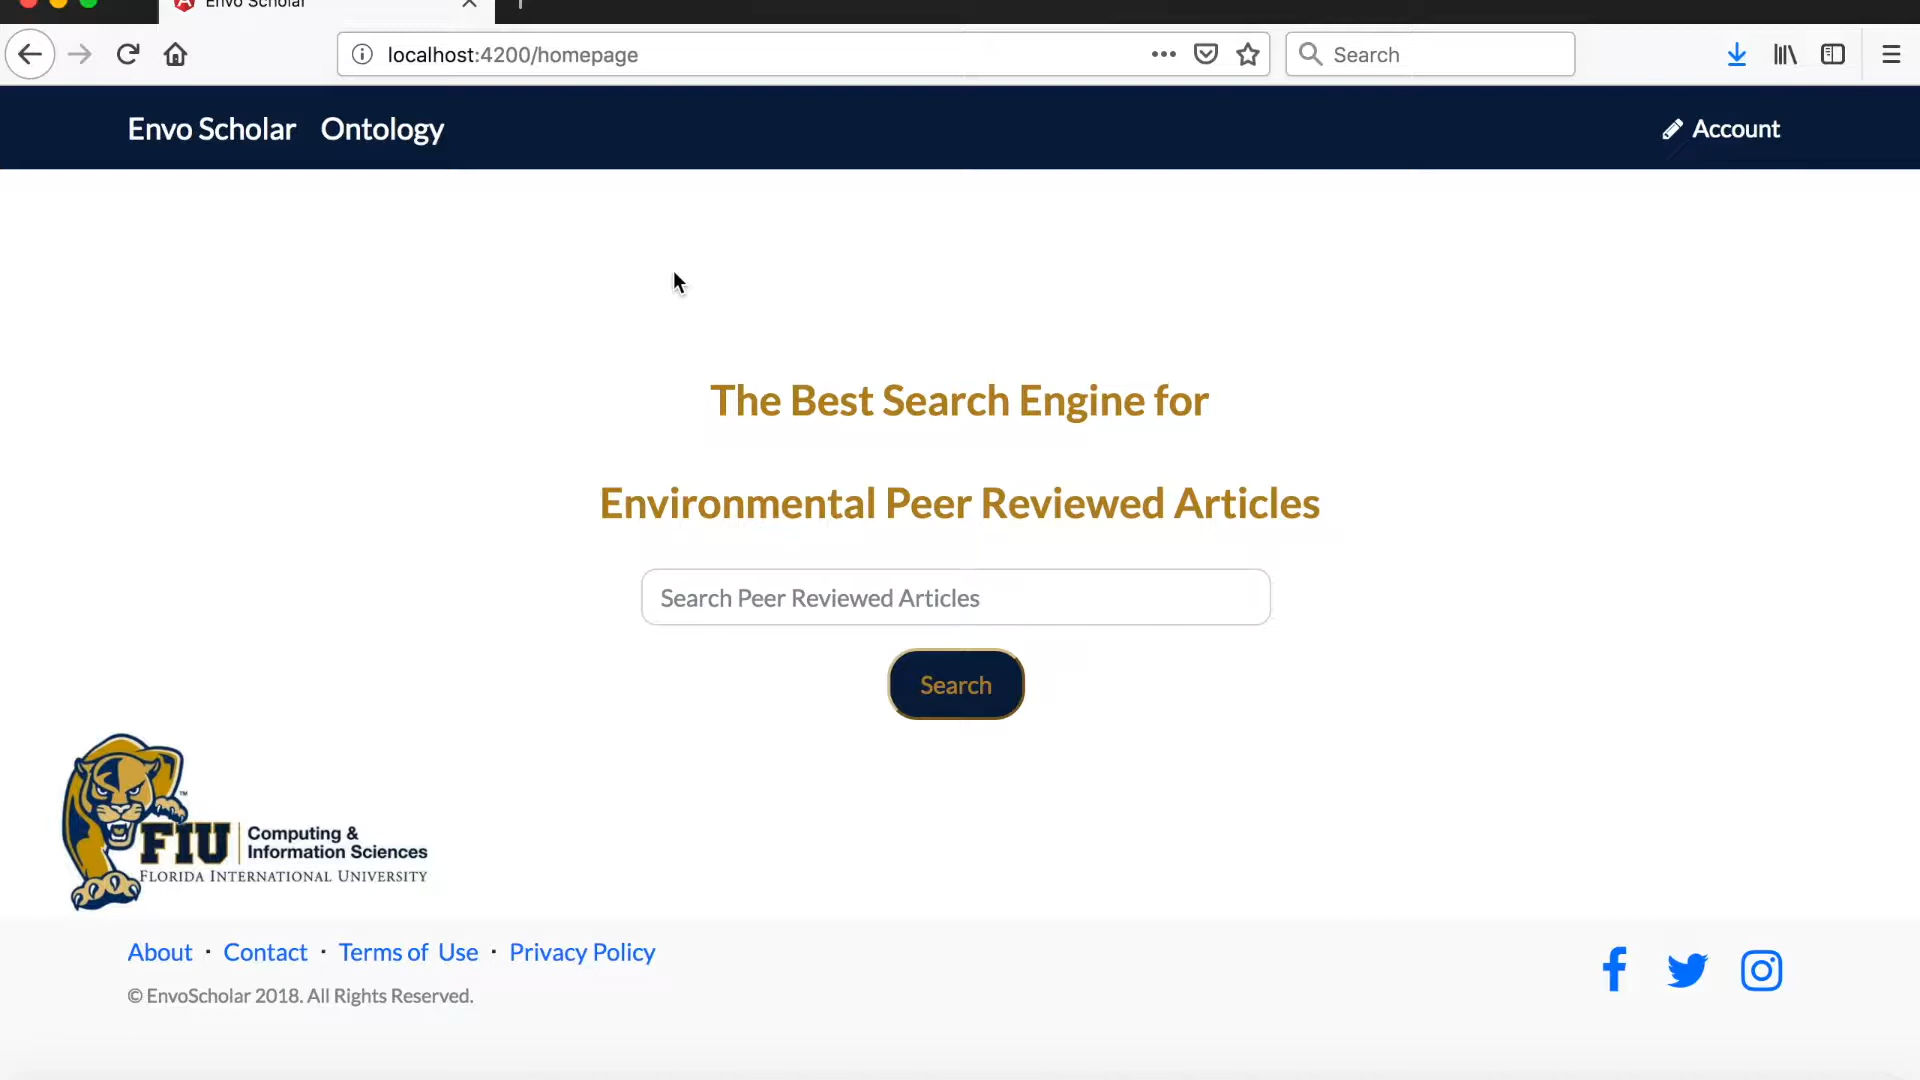 Envo Scholar
localhost:4200/homepage
Search
Envo Scholar Ontology
Account
The Best Search Engine for
Environmental Peer Reviewed Articles
Search Peer Reviewed Articles
Search
FIU
Computing &
Information Sciences
FLORIDA INTERNATIONAL UNIVERSITY
About · Contact · Terms of Use · Privacy Policy
© EnvoScholar 2018. All Rights Reserved.